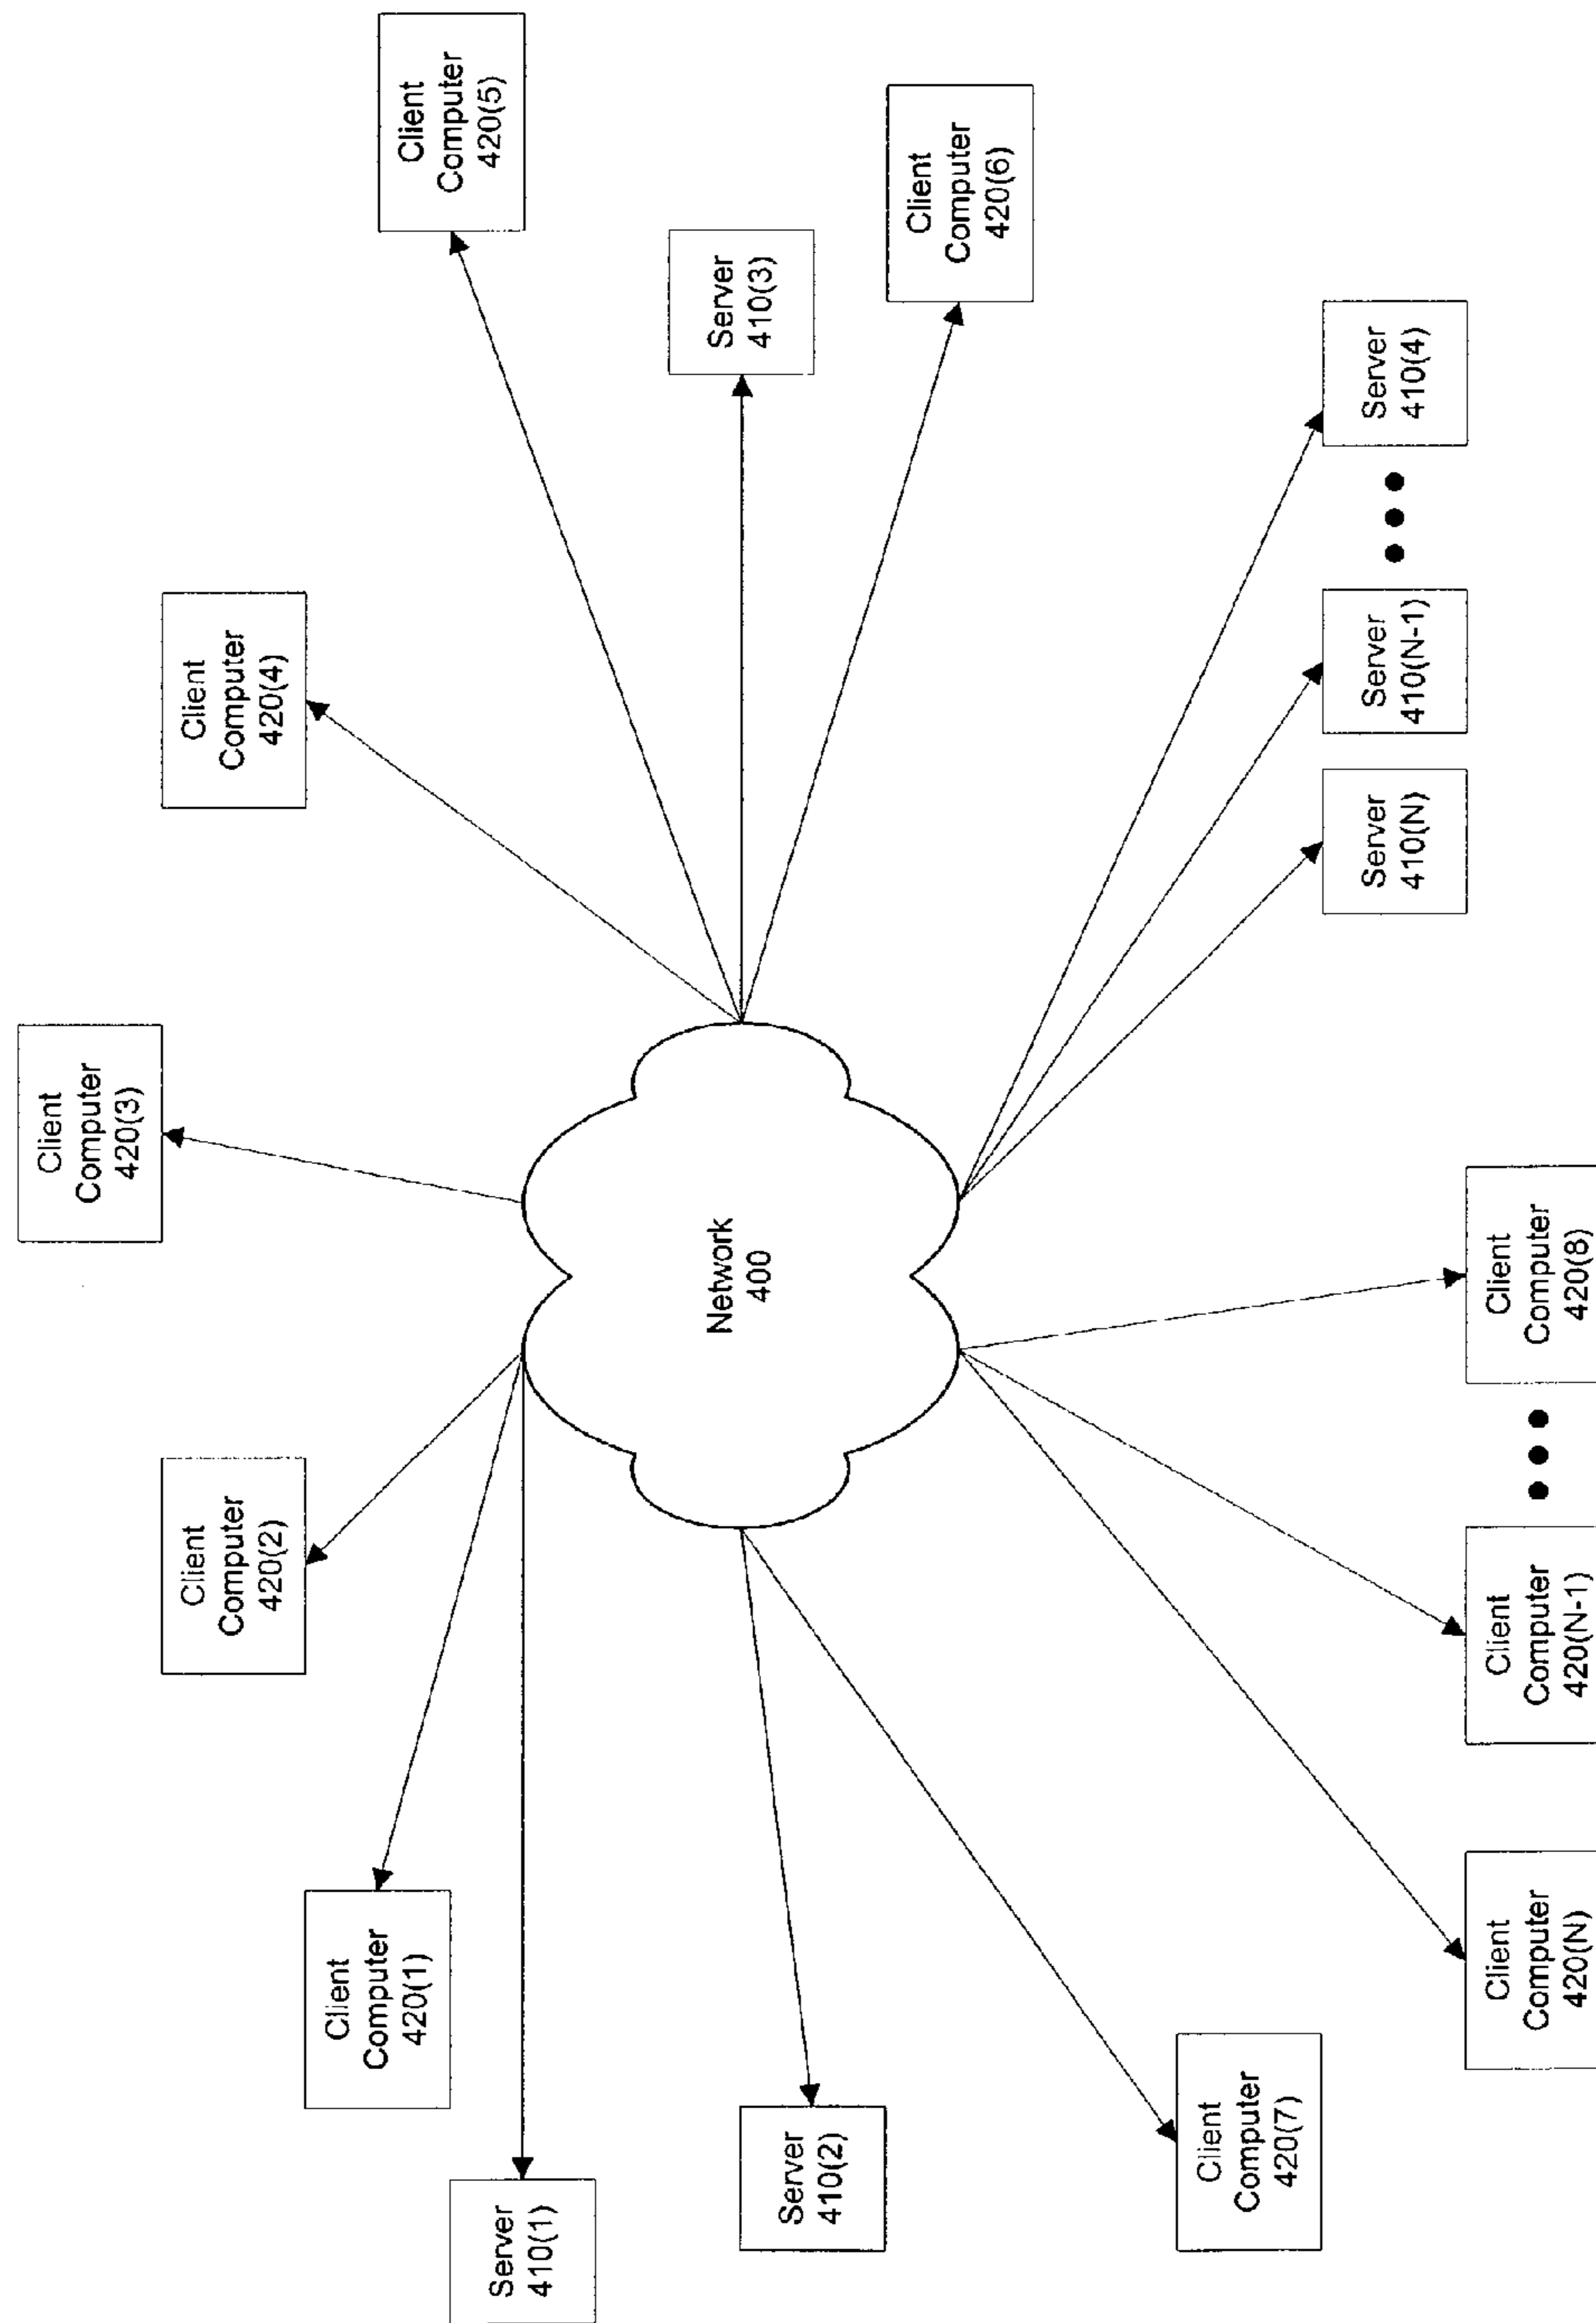 Client
Computer
420(3)
Client
Computer
420(2)
Client
Computer
420(4)
Client
Computer
420(1)
Client
Computer
420(5)
Server
410(1)
Network
400
Server
410(2)
Server
410(3)
Client
Computer
420(6)
Client
Computer
420(7)
Server
410(N)
Server
410(N-1)
Server
410(4)
Client
Computer
420(N)
Client
Computer
420(N-1)
Client
Computer
420(8)